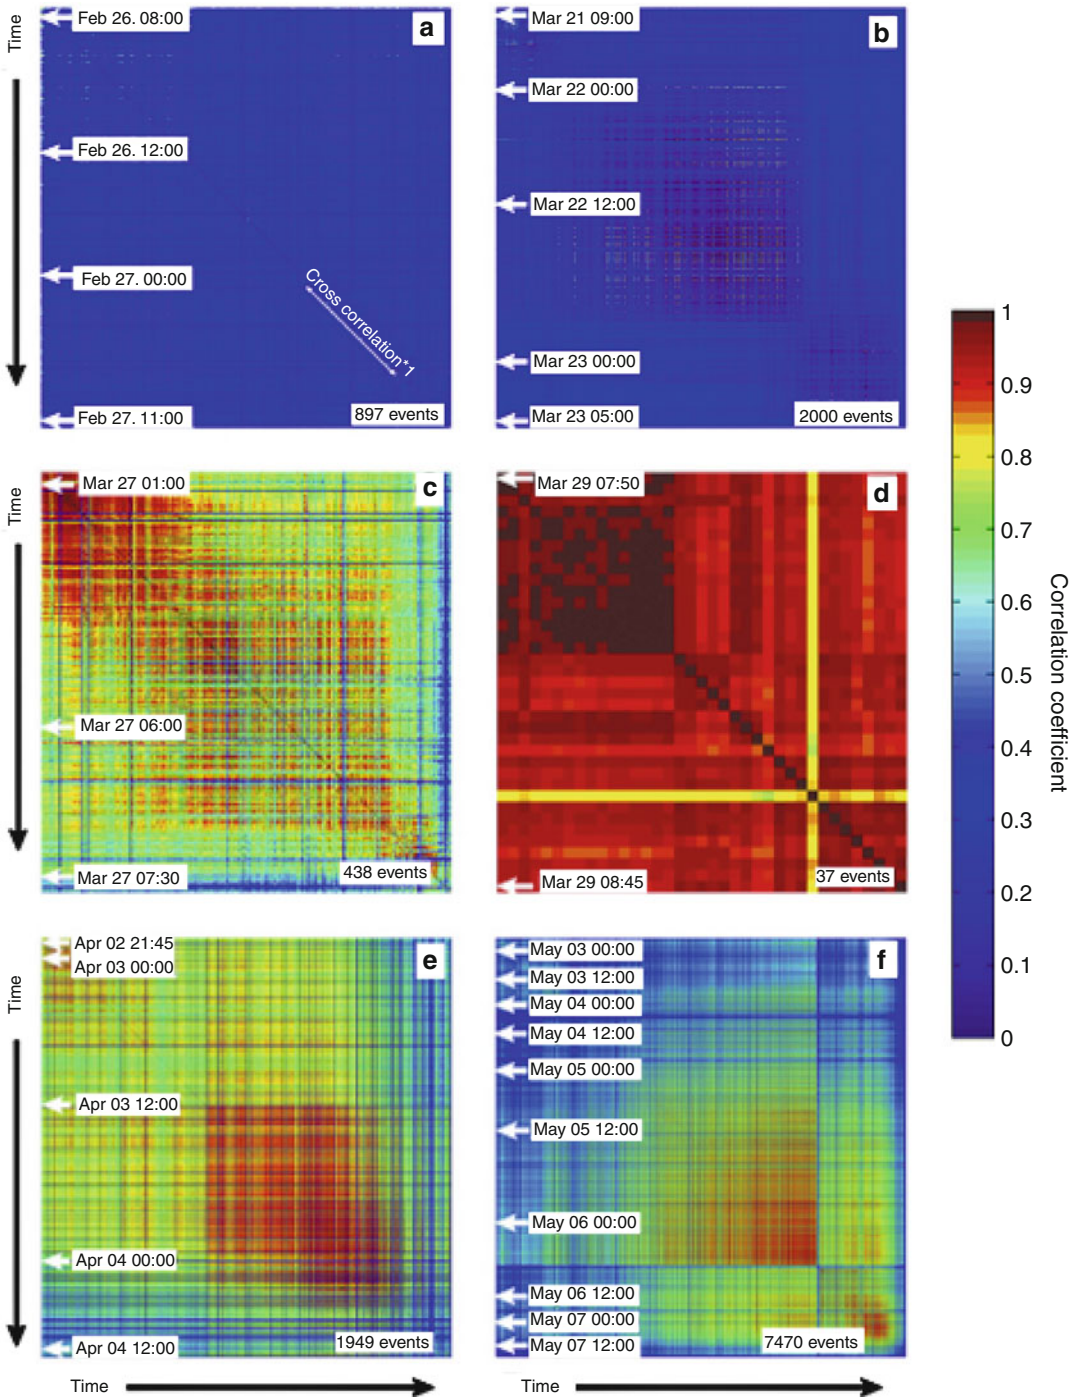 Time
Feb 26. 08:00
a
Feb 26. 12:00
Feb 27. 00:00
Cross correlation*1
Feb 27. 11:00
897 events
Mar 21 09:00
b
Mar 22 00:00
Mar 22 12:00
Mar 23 00:00
Mar 23 05:00
2000 events
Time
Mar 27 01:00
c
Mar 27 06:00
Mar 27 07:30
438 events
Mar 29 07:50
d
Mar 29 08:45
37 events
Time
Apr 02 21:45
Apr 03 00:00
e
Apr 03 12:00
Apr 04 00:00
Apr 04 12:00
1949 events
May 03 00:00
f
May 03 12:00
May 04 00:00
May 04 12:00
May 05 00:00
May 05 12:00
May 06 00:00
May 06 12:00
May 07 00:00
May 07 12:00
7470 events
Time
Time
1
0.9
0.8
0.7
0.6
0.5
0.4
0.3
0.2
0.1
0
Correlation coefficient